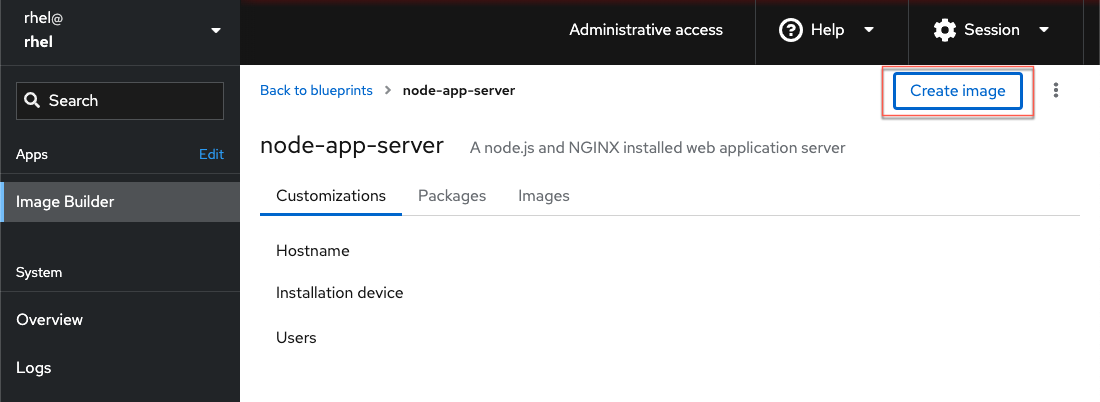 rhel@
rhel
Administrative access
Help
Session
Search
Back to blueprints > node-app-server
Create image
Apps
Edit
node-app-server
A node.js and NGINX installed web application server
Image Builder
Customizations
Packages
Images
Hostname
System
Installation device
Overview
Users
Logs